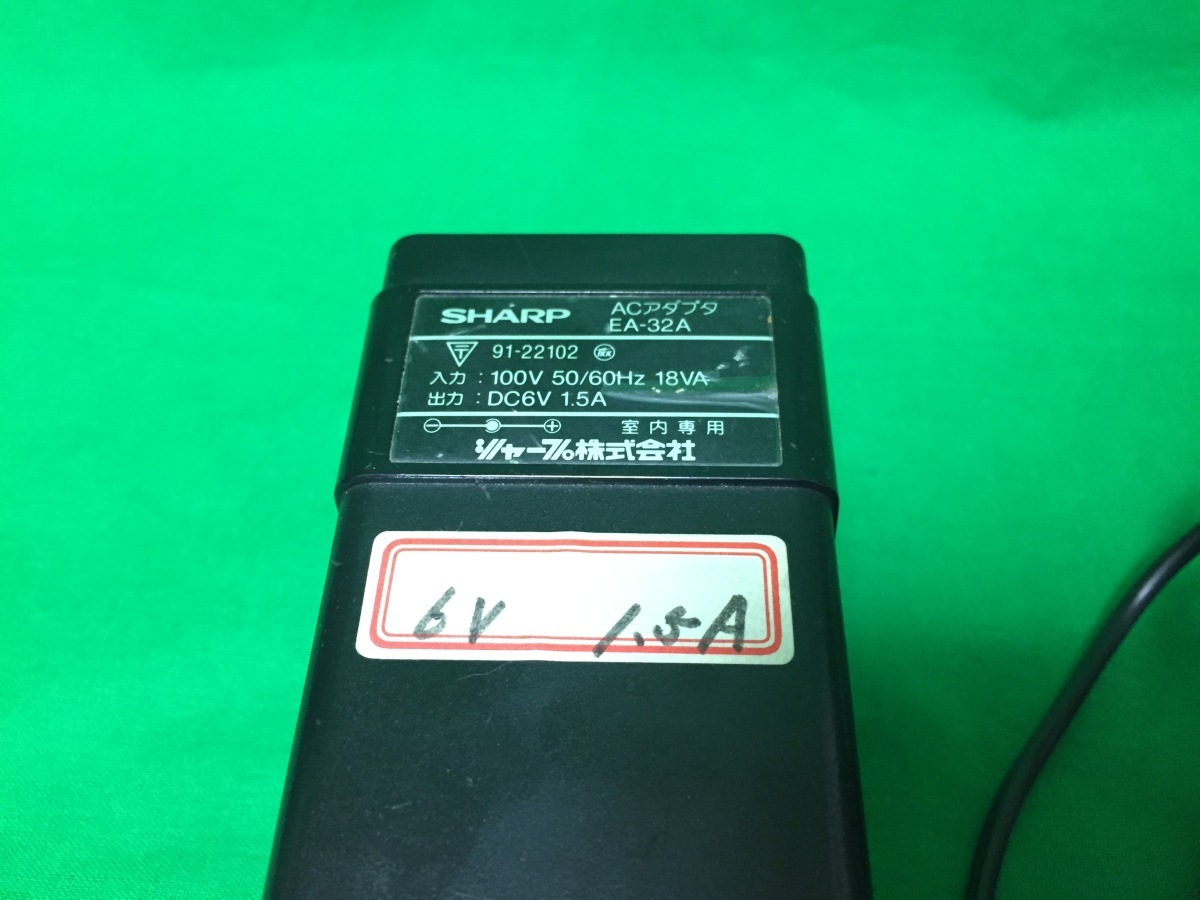 SHARP
ACアダプタ
EA-32A
91-22102
入力 : 100V 50/60Hz 18VA
出力 : DC6V 1.5A
室内専用
シャープ株式会社
6V 1.5A